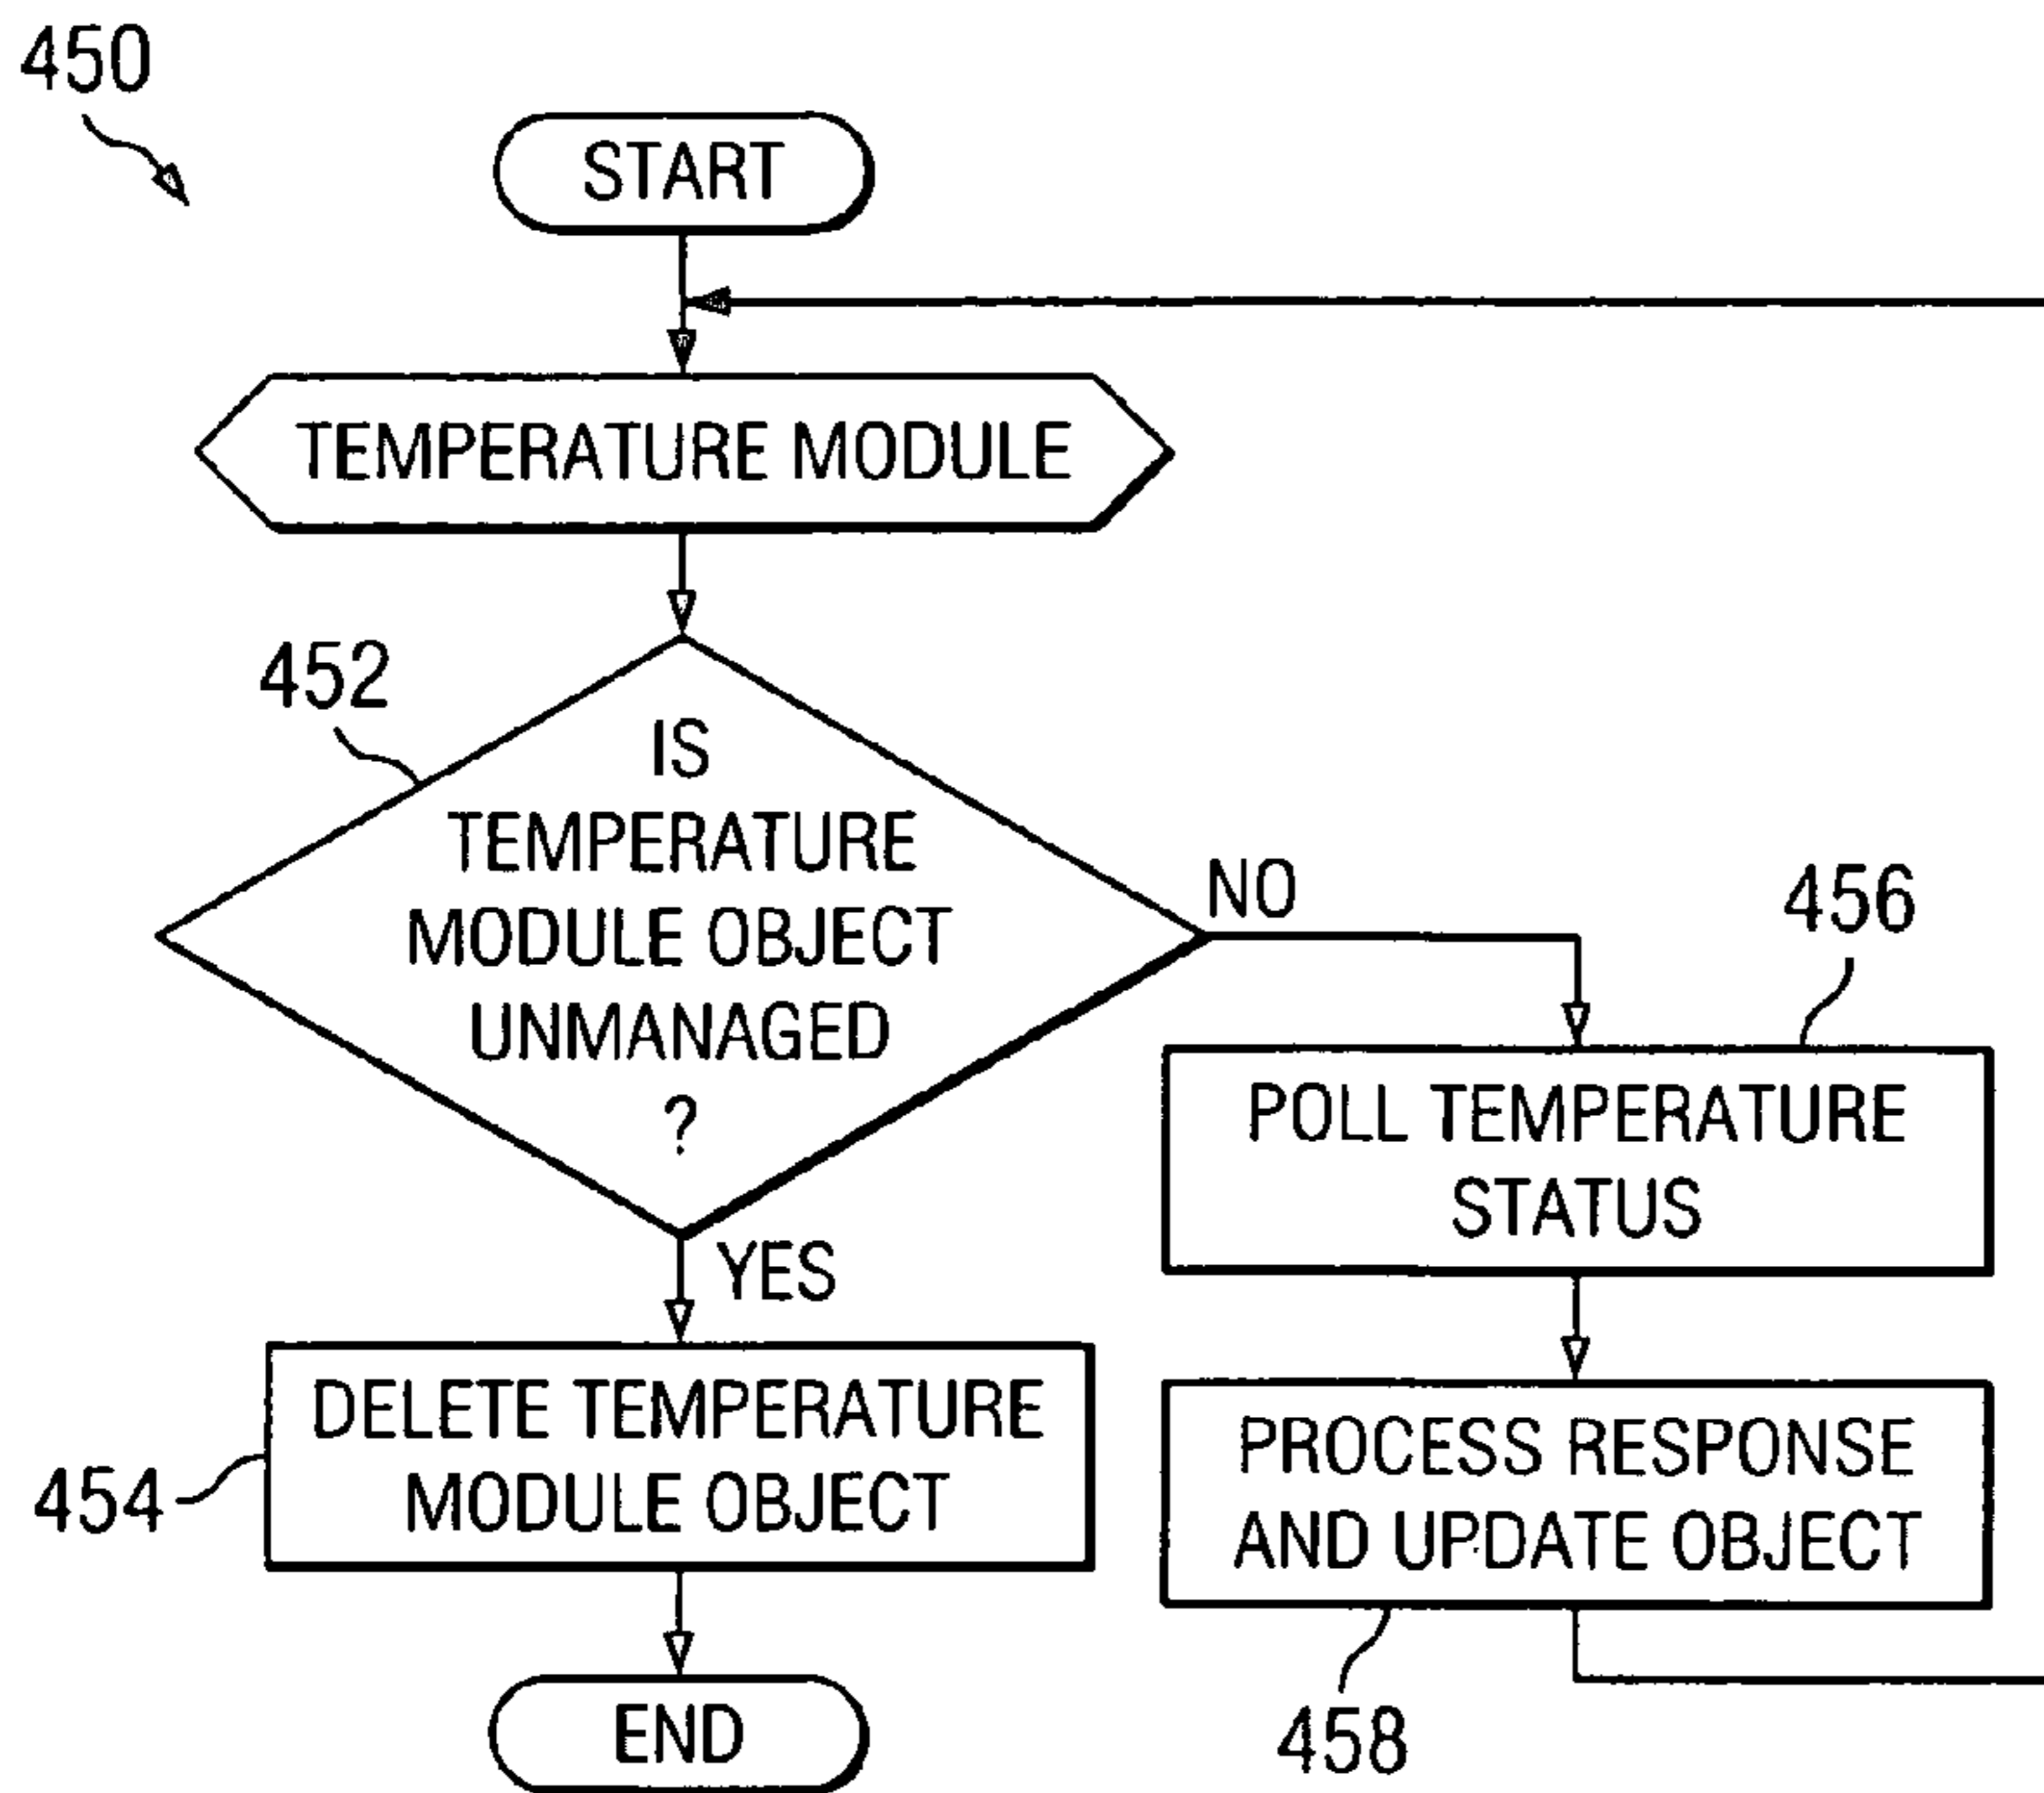 450
START
TEMPERATURE MODULE
452
IS
TEMPERATURE
MODULE OBJECT
UNMANAGED
?
NO
YES
456
POLL TEMPERATURE
STATUS
DELETE TEMPERATURE
MODULE OBJECT
454
PROCESS RESPONSE
AND UPDATE OBJECT
458
END